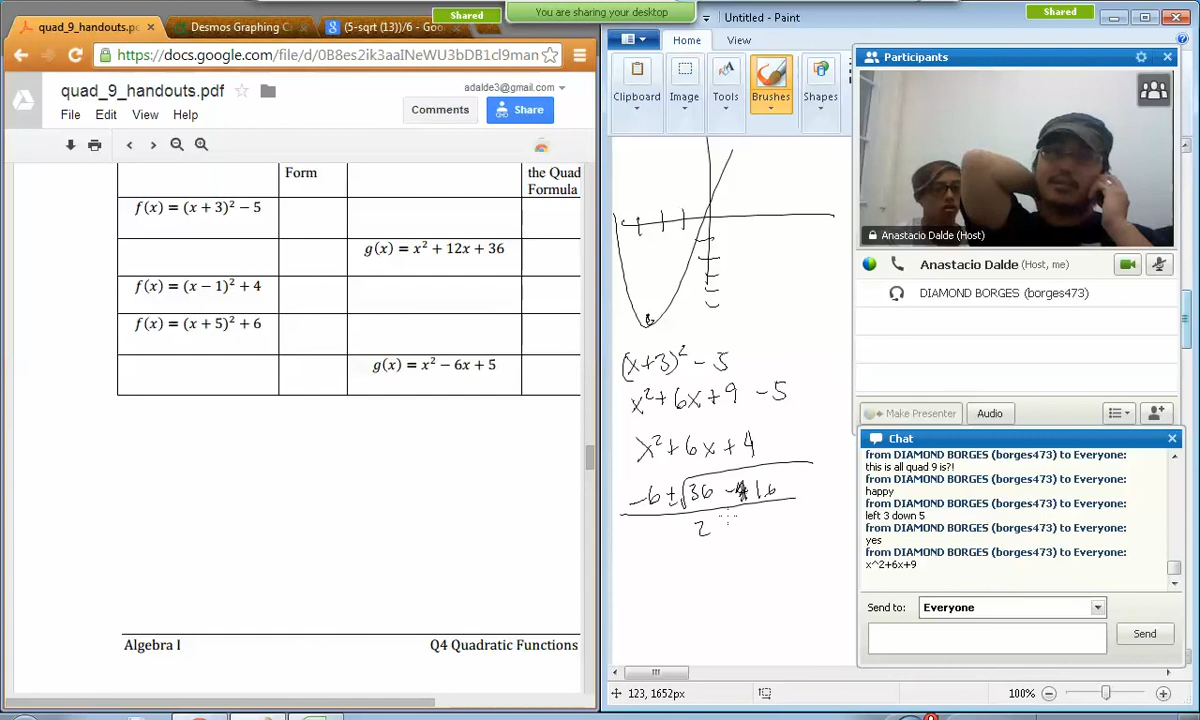 Shared
You are sharing your desktop
Untitled - Paint
Shared
quad_9_handouts.p
Desmos Graphing C
(5-sqrt (13))/6 - Go
https://docs.google.com/file/d/0B8es2ik3aaINeWU3bDB1cl9man
Home
View
Participants
quad_9_handouts.pdf
adalde3@gmail.com
Comments
Share
File Edit View Help
Clipboard
Image
Tools
Brushes
Shapes
Form
the Quad
Formula
f(x) = (x + 3)² − 5
g(x) = x² + 12x + 36
f(x) = (x − 1)² + 4
f(x) = (x + 5)² + 6
g(x) = x² − 6x + 5
Algebra I
Q4 Quadratic Functions
(x+3)² - 5
x² + 6x + 9 - 5
x² + 6x + 4
-6 ± √36 - 16
2
123, 1652px
100%
Anastacio Dalde (Host)
Anastacio Dalde (Host, me)
DIAMOND BORGES (borges473)
Make Presenter
Audio
Chat
from DIAMOND BORGES (borges473) to Everyone:
this is all quad 9 is?!
from DIAMOND BORGES (borges473) to Everyone:
happy
from DIAMOND BORGES (borges473) to Everyone:
left 3 down 5
from DIAMOND BORGES (borges473) to Everyone:
yes
from DIAMOND BORGES (borges473) to Everyone:
x^2+6x+9
Send to:
Everyone
Send